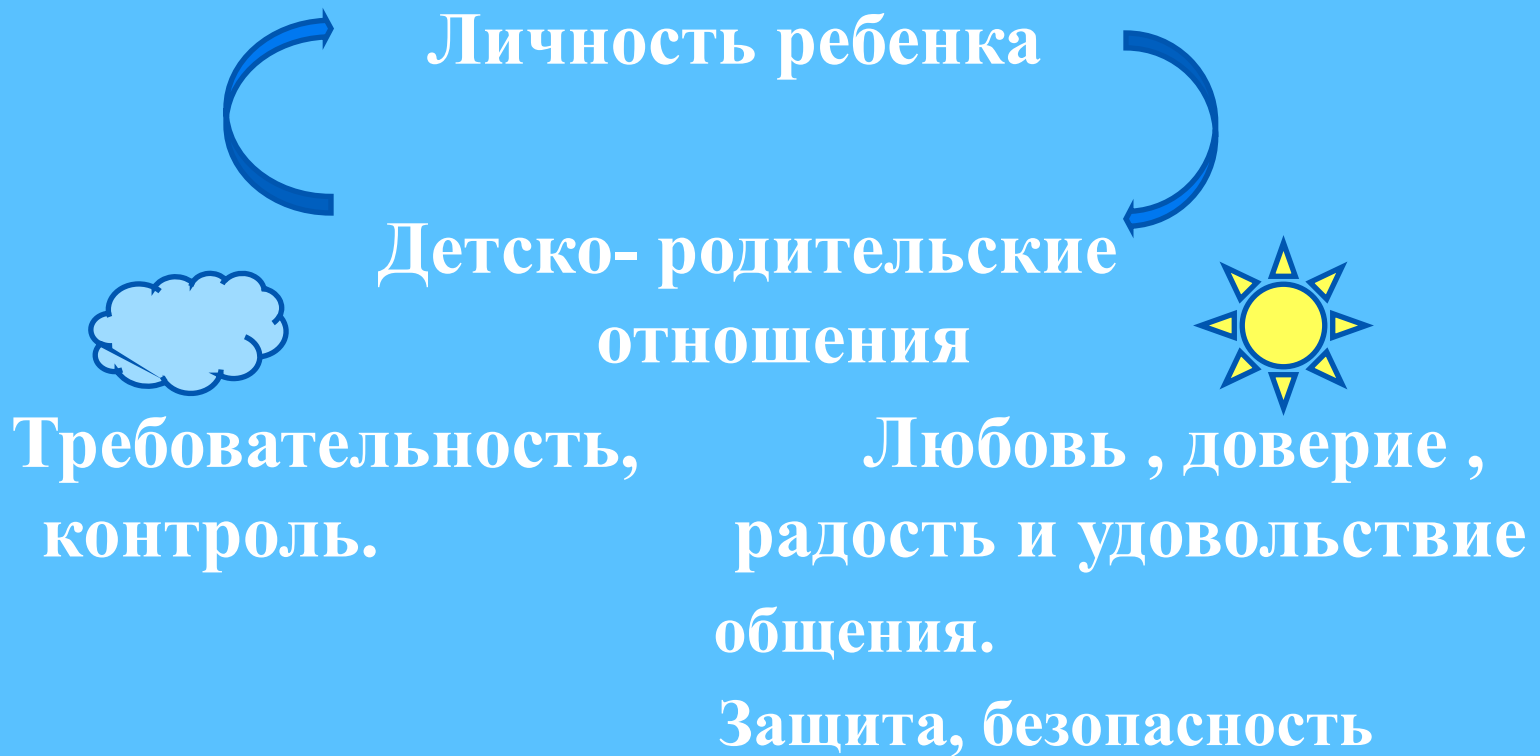 Личность ребенка
Детско- родительские
отношения
Требовательность, Любовь , доверие ,
контроль. радость и удовольствие
общения.
Защита, безопасность